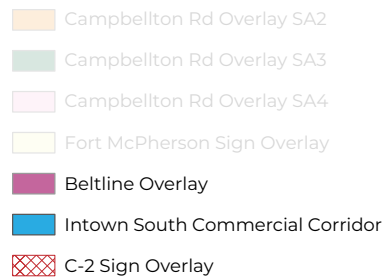 Campbellton Rd Overlay SA2
Campbellton Rd Overlay SA3
Campbellton Rd Overlay SA4
Fort McPherson Sign Overlay
Beltline Overlay
Intown South Commercial Corridor
C-2 Sign Overlay